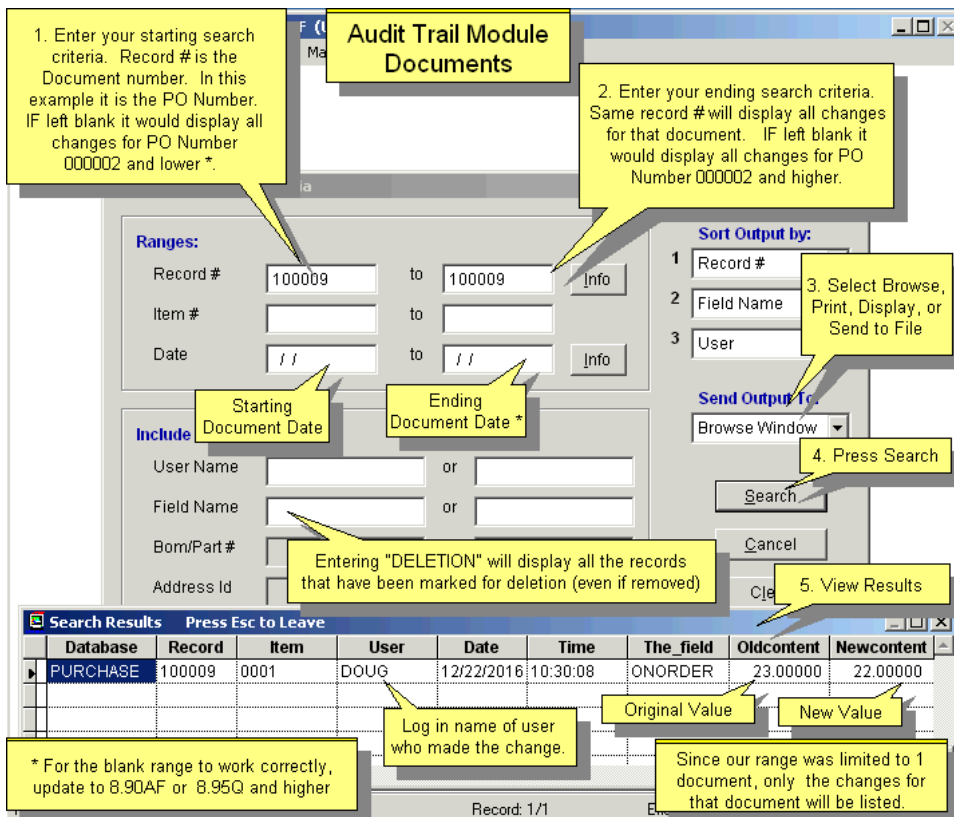 F (U
Ma
Audit Trail Module
Documents
1. Enter your starting search
criteria. Record # is the
Document number. In this
example it is the PO Number.
IF left blank it would display all
changes for PO Number
000002 and lower *.
2. Enter your ending search criteria.
Same record # will display all changes
for that document. IF left blank it
would display all changes for PO
Number 000002 and higher.
ia
Ranges:
Record # 100009 to 100009 Info
Item # to
Date / / to / / Info
Starting
Document Date
Ending
Document Date *
Sort Output by:
1 Record #
2 Field Name
3 User
3. Select Browse,
Print, Display, or
Send to File
Send Output To:
Browse Window
4. Press Search
Search
Cancel
Cle
Include
User Name or
Field Name or
Bom/Part #
Address Id
Entering "DELETION" will display all the records
that have been marked for deletion (even if removed)
5. View Results
Search Results Press Esc to Leave
Database Record Item User Date Time The_field Oldcontent Newcontent
PURCHASE 100009 0001 DOUG 12/22/2016 10:30:08 ONORDER 23.00000 22.00000
Log in name of user
who made the change.
Original Value
New Value
* For the blank range to work correctly,
update to 8.90AF or 8.95Q and higher
Since our range was limited to 1
document, only the changes for
that document will be listed.
Record: 1/1